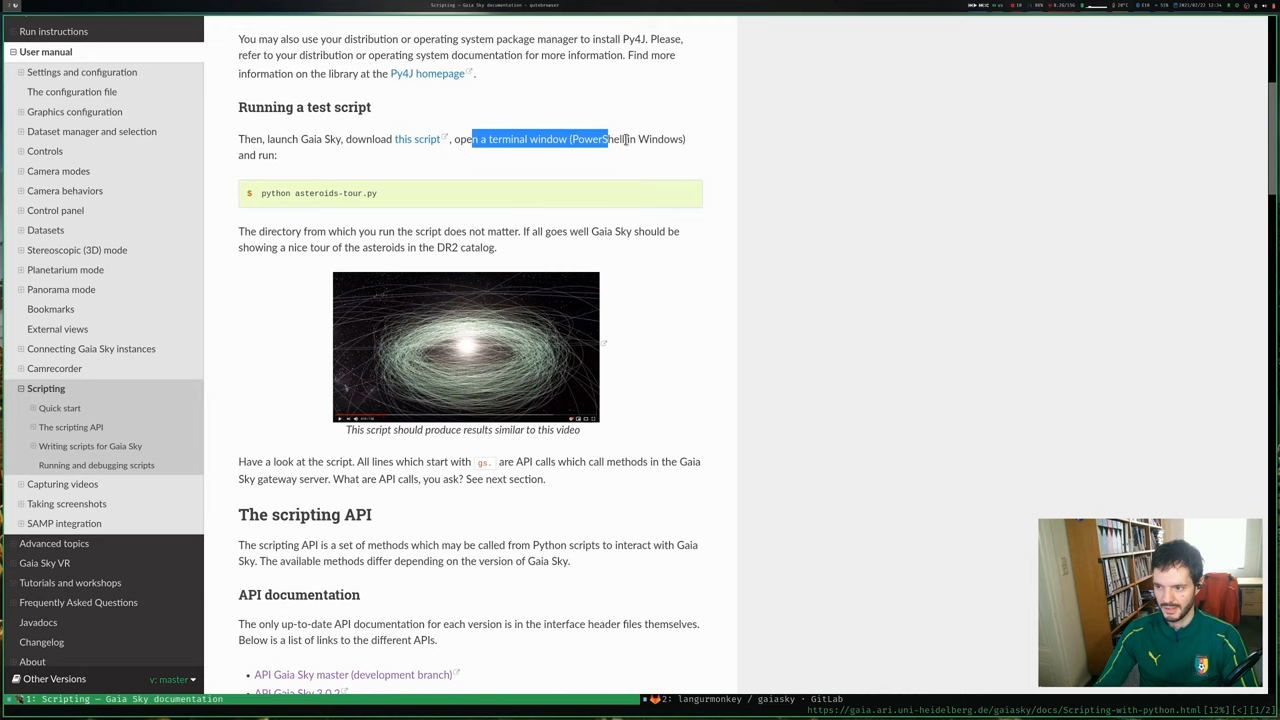 Scripting — Gaia Sky documentation - qutebrowser
2021/02/22 12:34
Run instructions
User manual
Settings and configuration
The configuration file
Graphics configuration
Dataset manager and selection
Controls
Camera modes
Camera behaviors
Control panel
Datasets
Stereoscopic (3D) mode
Planetarium mode
Panorama mode
Bookmarks
External views
Connecting Gaia Sky instances
Camrecorder
Scripting
Quick start
The scripting API
Writing scripts for Gaia Sky
Running and debugging scripts
Capturing videos
Taking screenshots
SAMP integration
Advanced topics
Gaia Sky VR
Tutorials and workshops
Frequently Asked Questions
Javadocs
Changelog
About
Other Versions
v: master
You may also use your distribution or operating system package manager to install Py4J. Please,
refer to your distribution or operating system documentation for more information. Find more
information on the library at the Py4J homepage.
Running a test script
Then, launch Gaia Sky, download this script, open a terminal window (PowerShell in Windows)
and run:
$ python asteroids-tour.py
The directory from which you run the script does not matter. If all goes well Gaia Sky should be
showing a nice tour of the asteroids in the DR2 catalog.
This script should produce results similar to this video
Have a look at the script. All lines which start with gs. are API calls which call methods in the Gaia
Sky gateway server. What are API calls, you ask? See next section.
The scripting API
The scripting API is a set of methods which may be called from Python scripts to interact with Gaia
Sky. The available methods differ depending on the version of Gaia Sky.
API documentation
The only up-to-date API documentation for each version is in the interface header files themselves.
Below is a list of links to the different APIs.
• API Gaia Sky master (development branch)
• API Gaia Sky 3.0.2
1: Scripting — Gaia Sky documentation
2: langurmonkey / gaiasky · GitLab
https://gaia.ari.uni-heidelberg.de/gaiasky/docs/Scripting-with-python.html [12%][<][1/2]